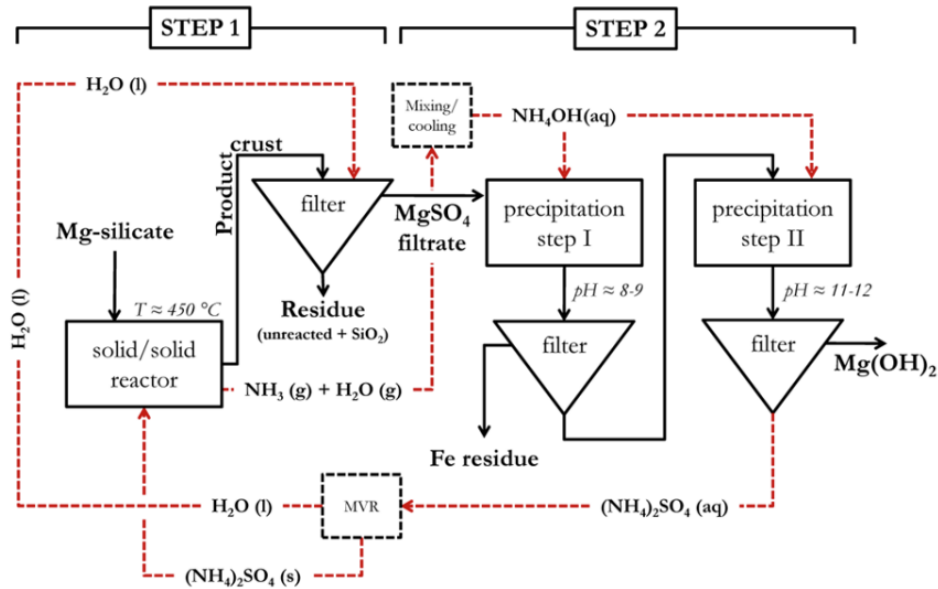 STEP 1
STEP 2
H₂O (l)
Mixing/
cooling
NH₄OH(aq)
Product crust
filter
MgSO₄
filtrate
precipitation
step I
precipitation
step II
Mg-silicate
T ≈ 450 °C
Residue
(unreacted + SiO₂)
pH ≈ 8-9
pH ≈ 11-12
H₂O (l)
solid/solid
reactor
filter
filter
Mg(OH)₂
NH₃ (g) + H₂O (g)
Fe residue
H₂O (l)
MVR
(NH₄)₂SO₄ (aq)
(NH₄)₂SO₄ (s)